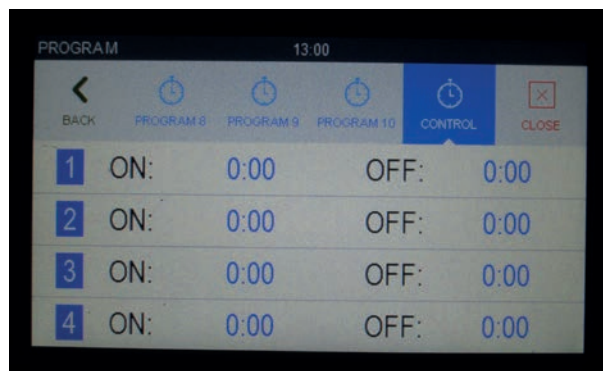 PROGRAM 13:00
BACK PROGRAM 8 PROGRAM 9 PROGRAM 10 CONTROL CLOSE
1 ON: 0:00 OFF: 0:00
2 ON: 0:00 OFF: 0:00
3 ON: 0:00 OFF: 0:00
4 ON: 0:00 OFF: 0:00